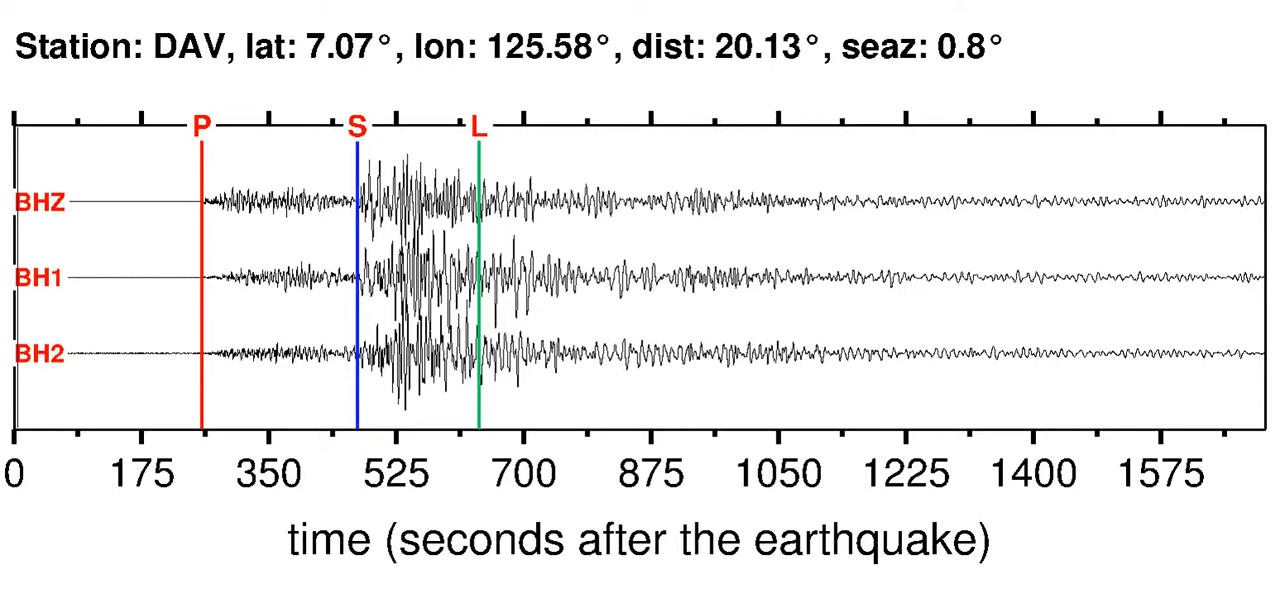 Station: DAV, lat: 7.07°, lon: 125.58°, dist: 20.13°, seaz: 0.8°
P S L
BHZ
BH1
BH2
0 175 350 525 700 875 1050 1225 1400 1575
time (seconds after the earthquake)